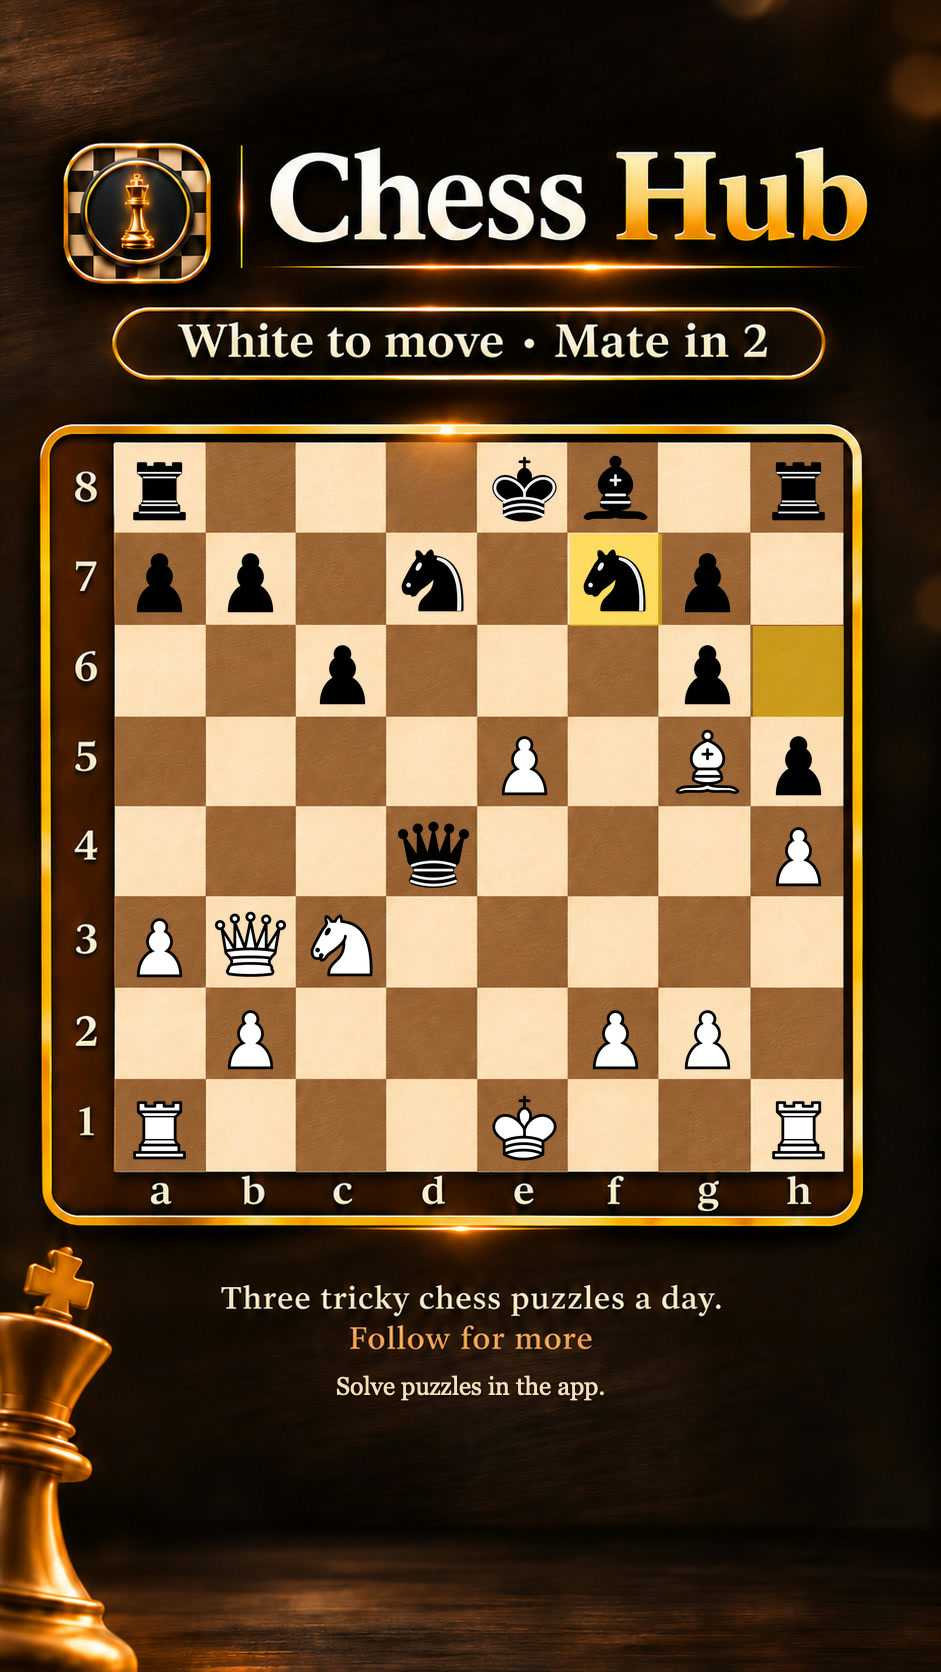 Chess Hub
White to move • Mate in 2
8
7
6
5
4
3
2
1
a b c d e f g h
Three tricky chess puzzles a day.
Follow for more
Solve puzzles in the app.